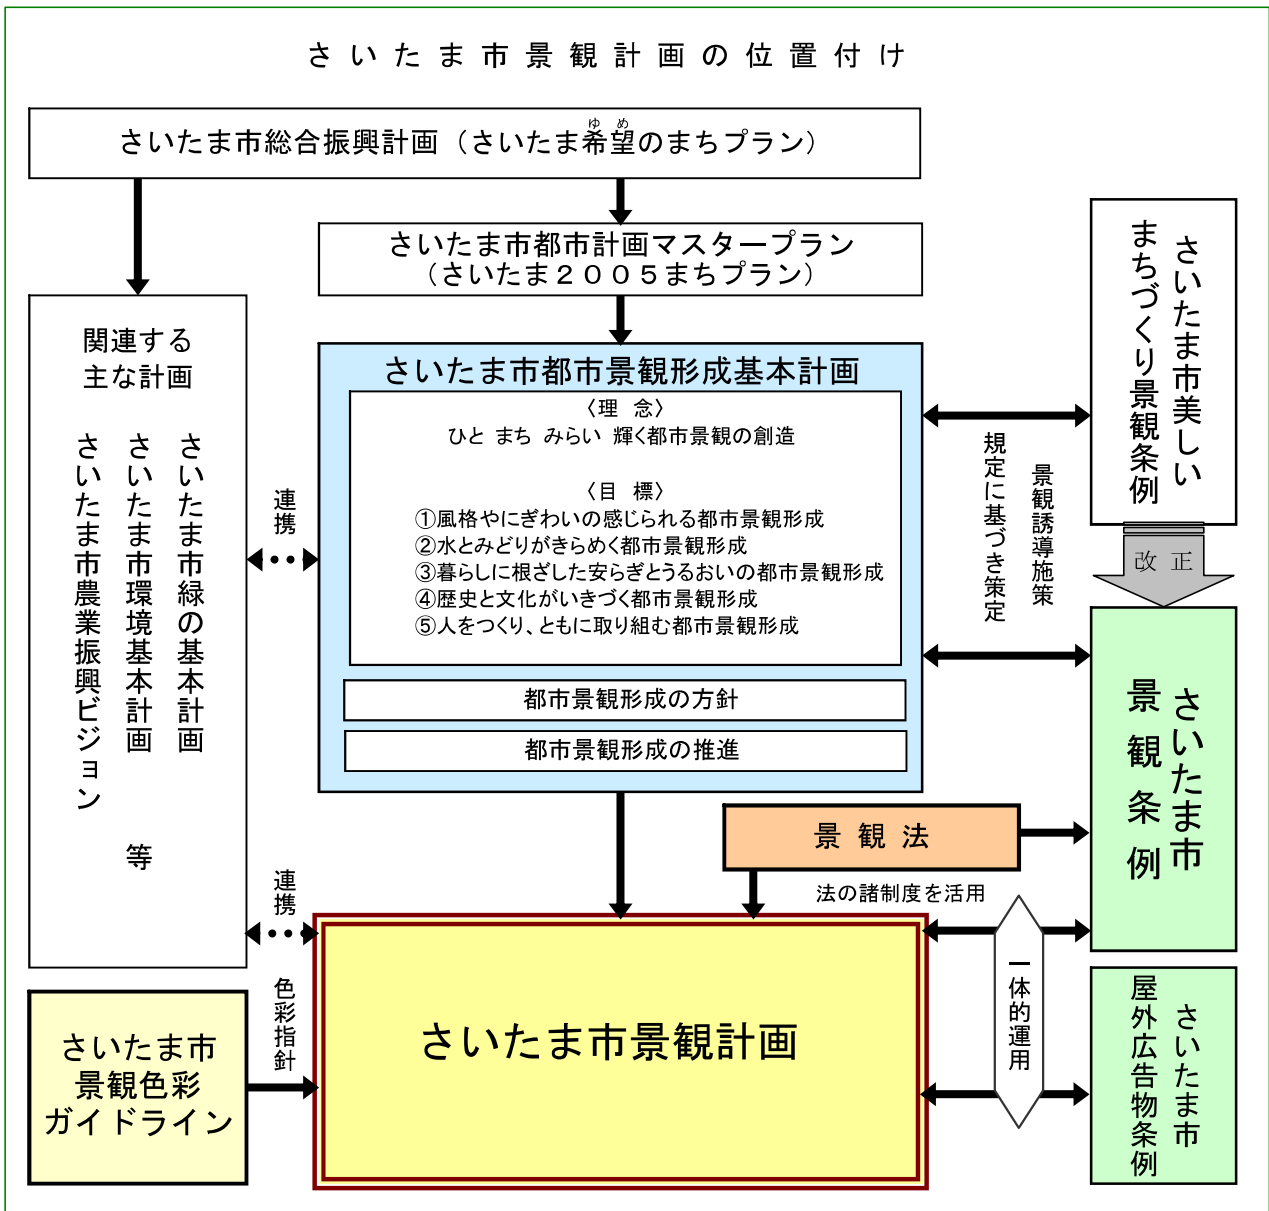 さいたま市景観計画の位置付け
さいたま市総合振興計画（さいたま希望のまちプラン）
ゆめ
さいたま市都市計画マスタープラン
（さいたま２００５まちプラン）
関連する
主な計画
さいたま市緑の基本計画
さいたま市環境基本計画　等
さいたま市農業振興ビジョン
連携
さいたま市都市景観形成基本計画
〈理　念〉
ひと まち みらい 輝く都市景観の創造
〈目　標〉
①風格やにぎわいの感じられる都市景観形成
②水とみどりがきらめく都市景観形成
③暮らしに根ざした安らぎとうるおいの都市景観形成
④歴史と文化がいきづく都市景観形成
⑤人をつくり、ともに取り組む都市景観形成
都市景観形成の方針
都市景観形成の推進
景観誘導施策
規定に基づき策定
さいたま市美しい
まちづくり景観条例
改正
さいたま市
景観条例
景観法
法の諸制度を活用
連携
色彩指針
さいたま市
景観色彩
ガイドライン
さいたま市景観計画
一体的運用
さいたま市
屋外広告物条例